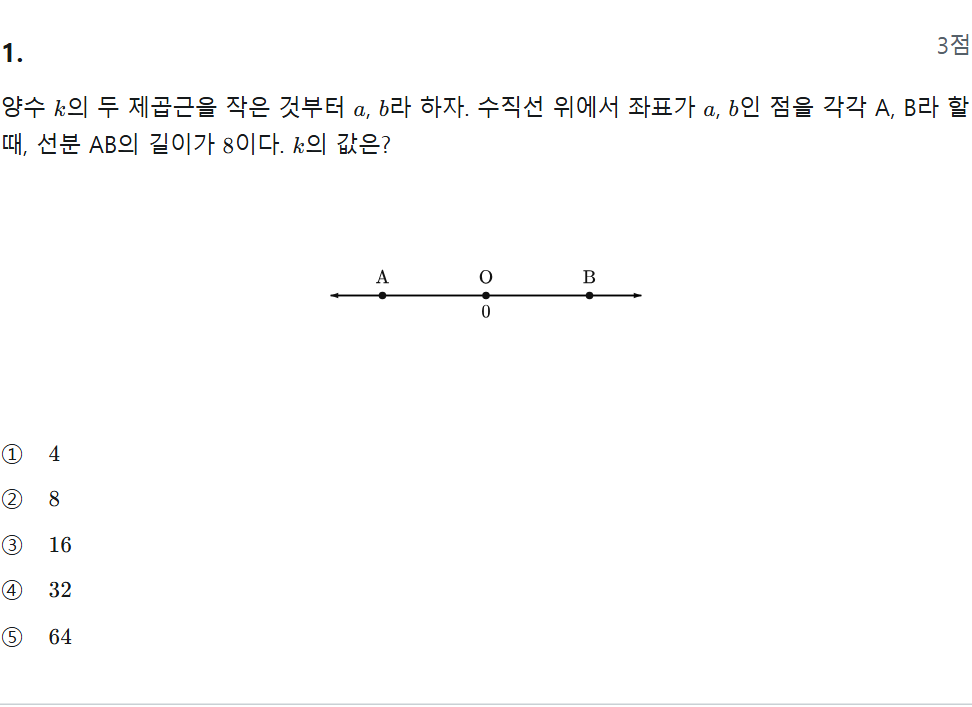 1.
3점
양수 k의 두 제곱근을 작은 것부터 a, b라 하자. 수직선 위에서 좌표가 a, b인 점을 각각 A, B라 할
때, 선분 AB의 길이가 8이다. k의 값은?
A O B
0
① 4
② 8
③ 16
④ 32
⑤ 64